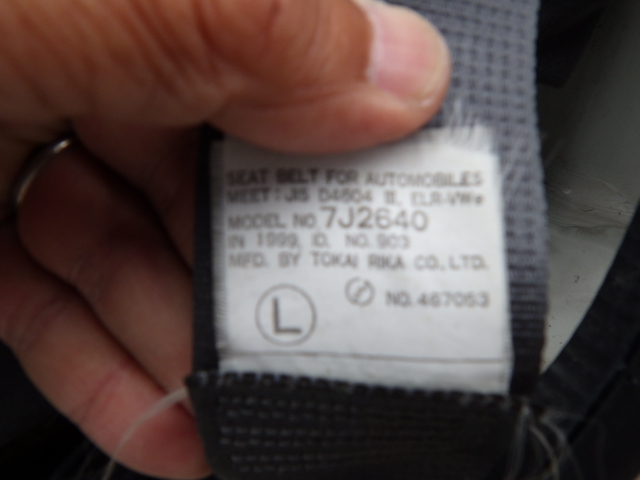 SEAT BELT FOR AUTOMOBILES
MEET : JIS D4604 III, ELR-VWe
MODEL NO 7J2640
IN 1999, ID. NO. 903
MFD. BY TOKAI RIKA CO., LTD.
L NO. 467053